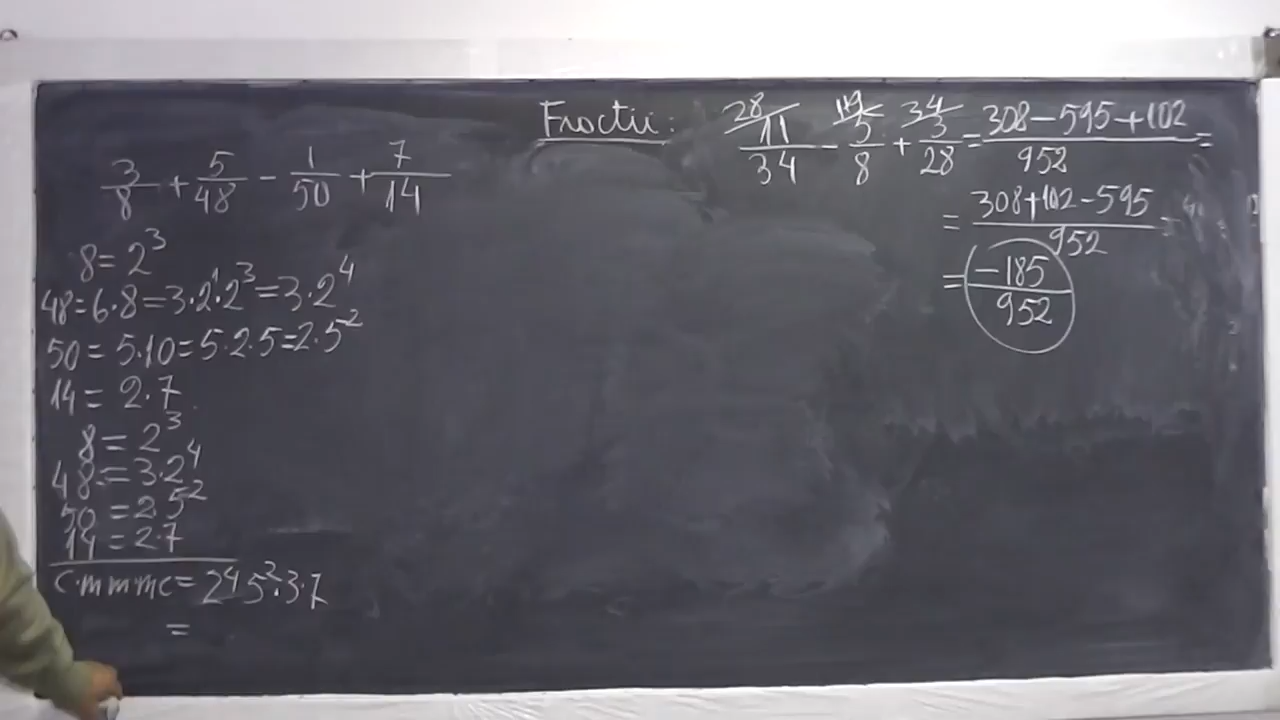 3/8 + 5/48 - 1/50 + 7/14
8 = 2³
48 = 6·8 = 3·2¹·2³ = 3·2⁴
50 = 5·10 = 5·2·5 = 2·5²
14 = 2·7
8 = 2³
48 = 3·2⁴
50 = 2·5²
14 = 2·7
c.m.m.m.c = 2⁴·5²·3·7
=
Fractii:
28 119 34
11/34 - 5/8 + 3/28 = (308 - 595 + 102)/952 =
= (308 + 102 - 595)/952 =
= -185/952